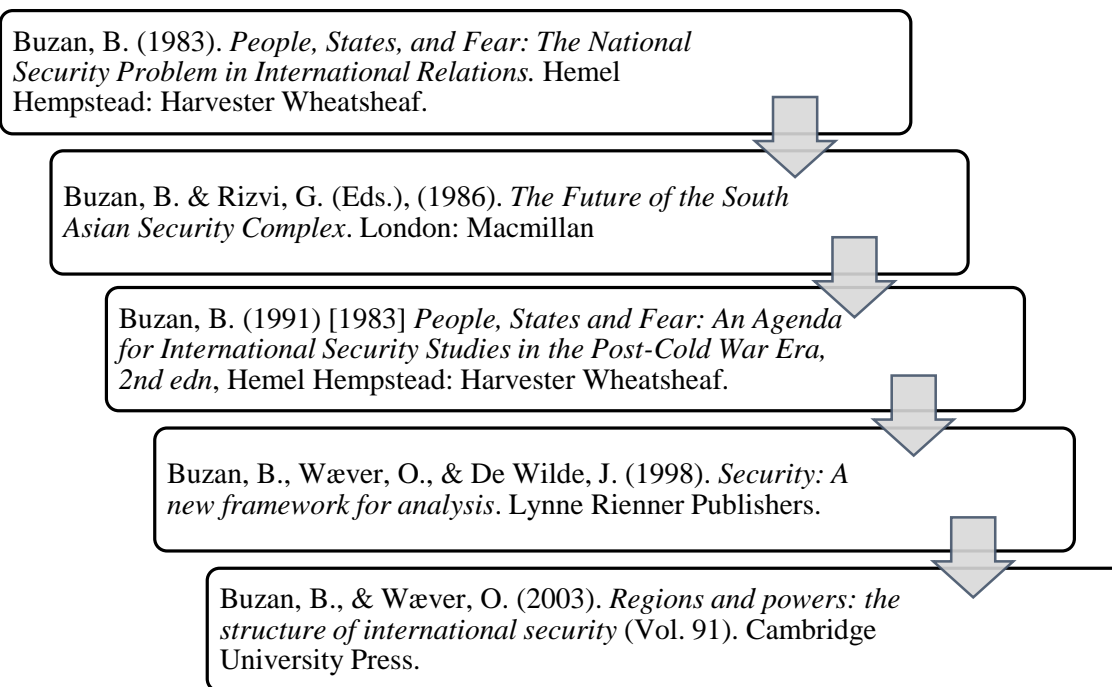 Buzan, B. (1983). People, States, and Fear: The National
Security Problem in International Relations. Hemel
Hempstead: Harvester Wheatsheaf.
Buzan, B. & Rizvi, G. (Eds.), (1986). The Future of the South
Asian Security Complex. London: Macmillan
Buzan, B. (1991) [1983] People, States and Fear: An Agenda
for International Security Studies in the Post-Cold War Era,
2nd edn, Hemel Hempstead: Harvester Wheatsheaf.
Buzan, B., Wæver, O., & De Wilde, J. (1998). Security: A
new framework for analysis. Lynne Rienner Publishers.
Buzan, B., & Wæver, O. (2003). Regions and powers: the
structure of international security (Vol. 91). Cambridge
University Press.